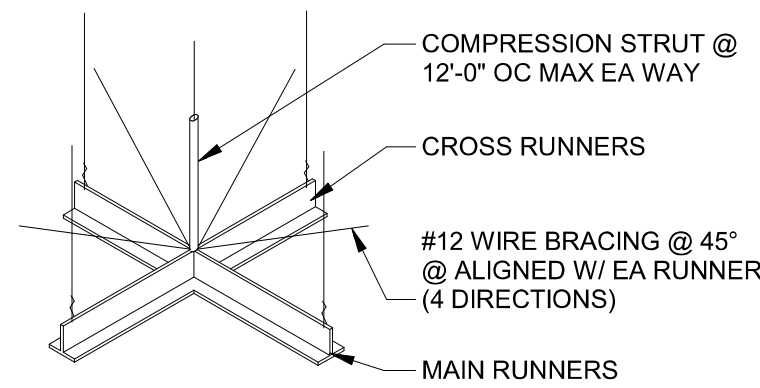 COMPRESSION STRUT @
12'-0" OC MAX EA WAY
CROSS RUNNERS
#12 WIRE BRACING @ 45°
@ ALIGNED W/ EA RUNNER
(4 DIRECTIONS)
MAIN RUNNERS